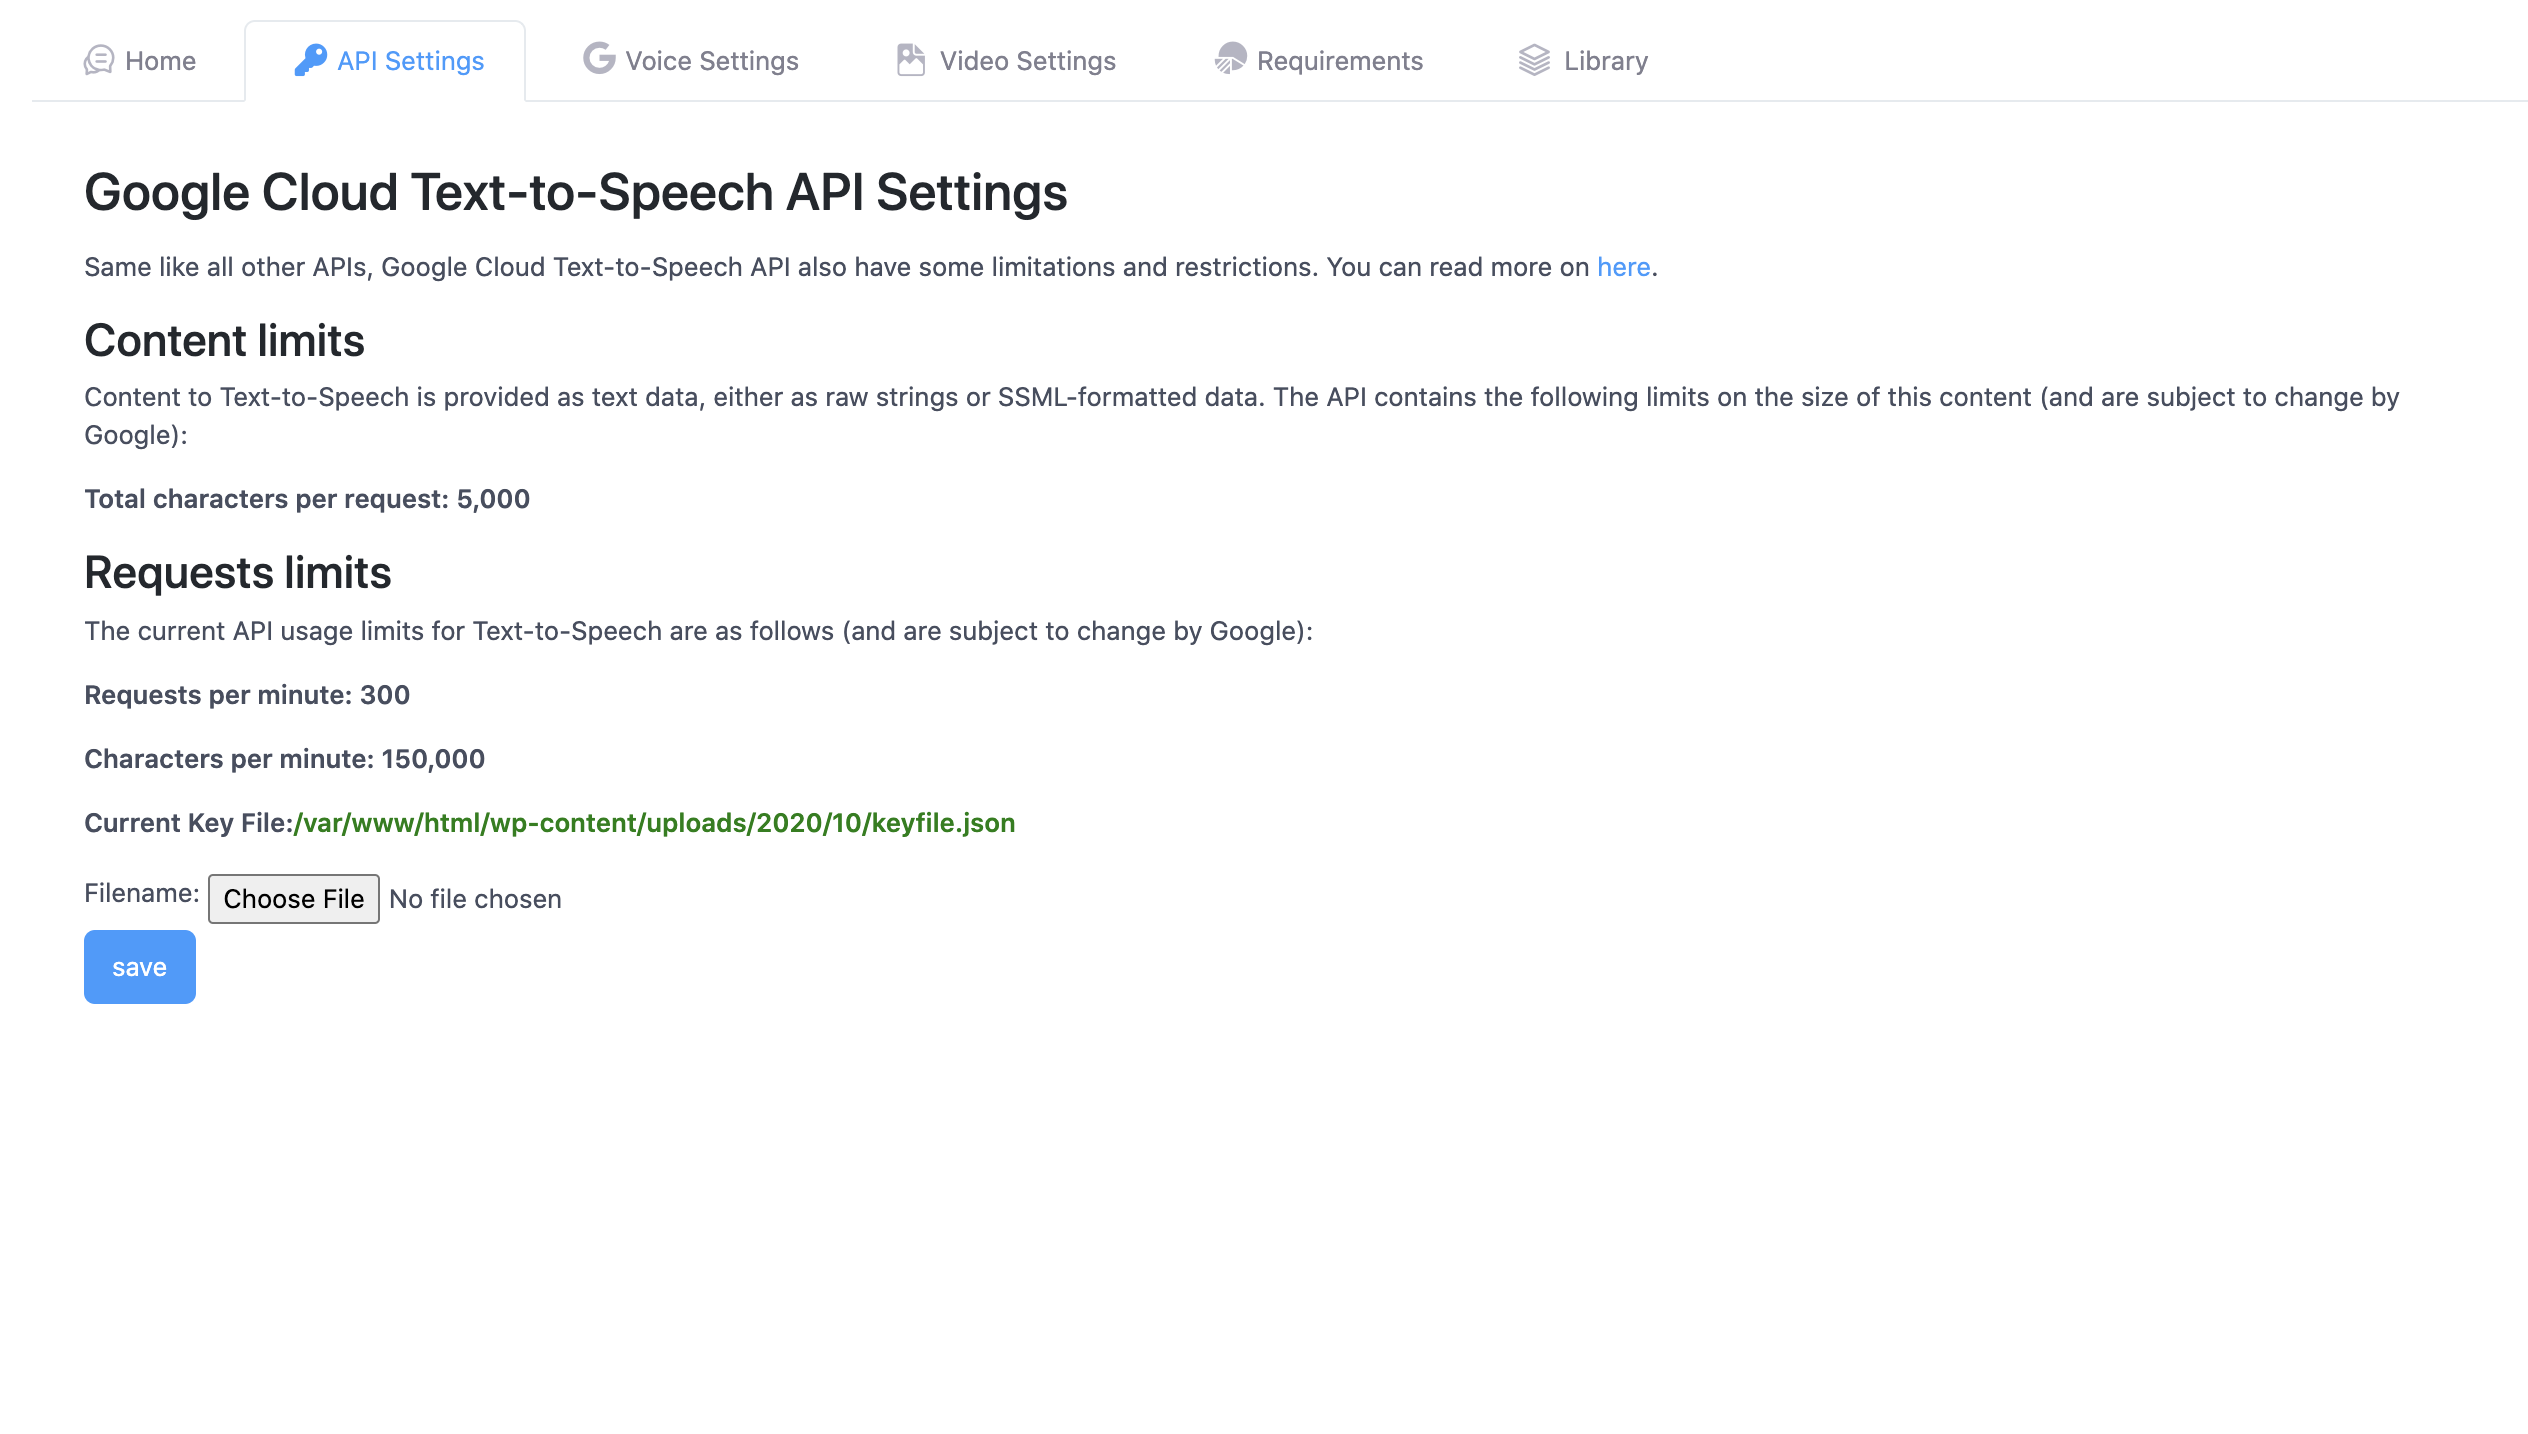 Home
API Settings
Voice Settings
Video Settings
Requirements
Library
Google Cloud Text-to-Speech API Settings
Same like all other APIs, Google Cloud Text-to-Speech API also have some limitations and restrictions. You can read more on here.
Content limits
Content to Text-to-Speech is provided as text data, either as raw strings or SSML-formatted data. The API contains the following limits on the size of this content (and are subject to change by
Google):
Total characters per request: 5,000
Requests limits
The current API usage limits for Text-to-Speech are as follows (and are subject to change by Google):
Requests per minute: 300
Characters per minute: 150,000
Current Key File:/var/www/html/wp-content/uploads/2020/10/keyfile.json
Filename: Choose File No file chosen
save